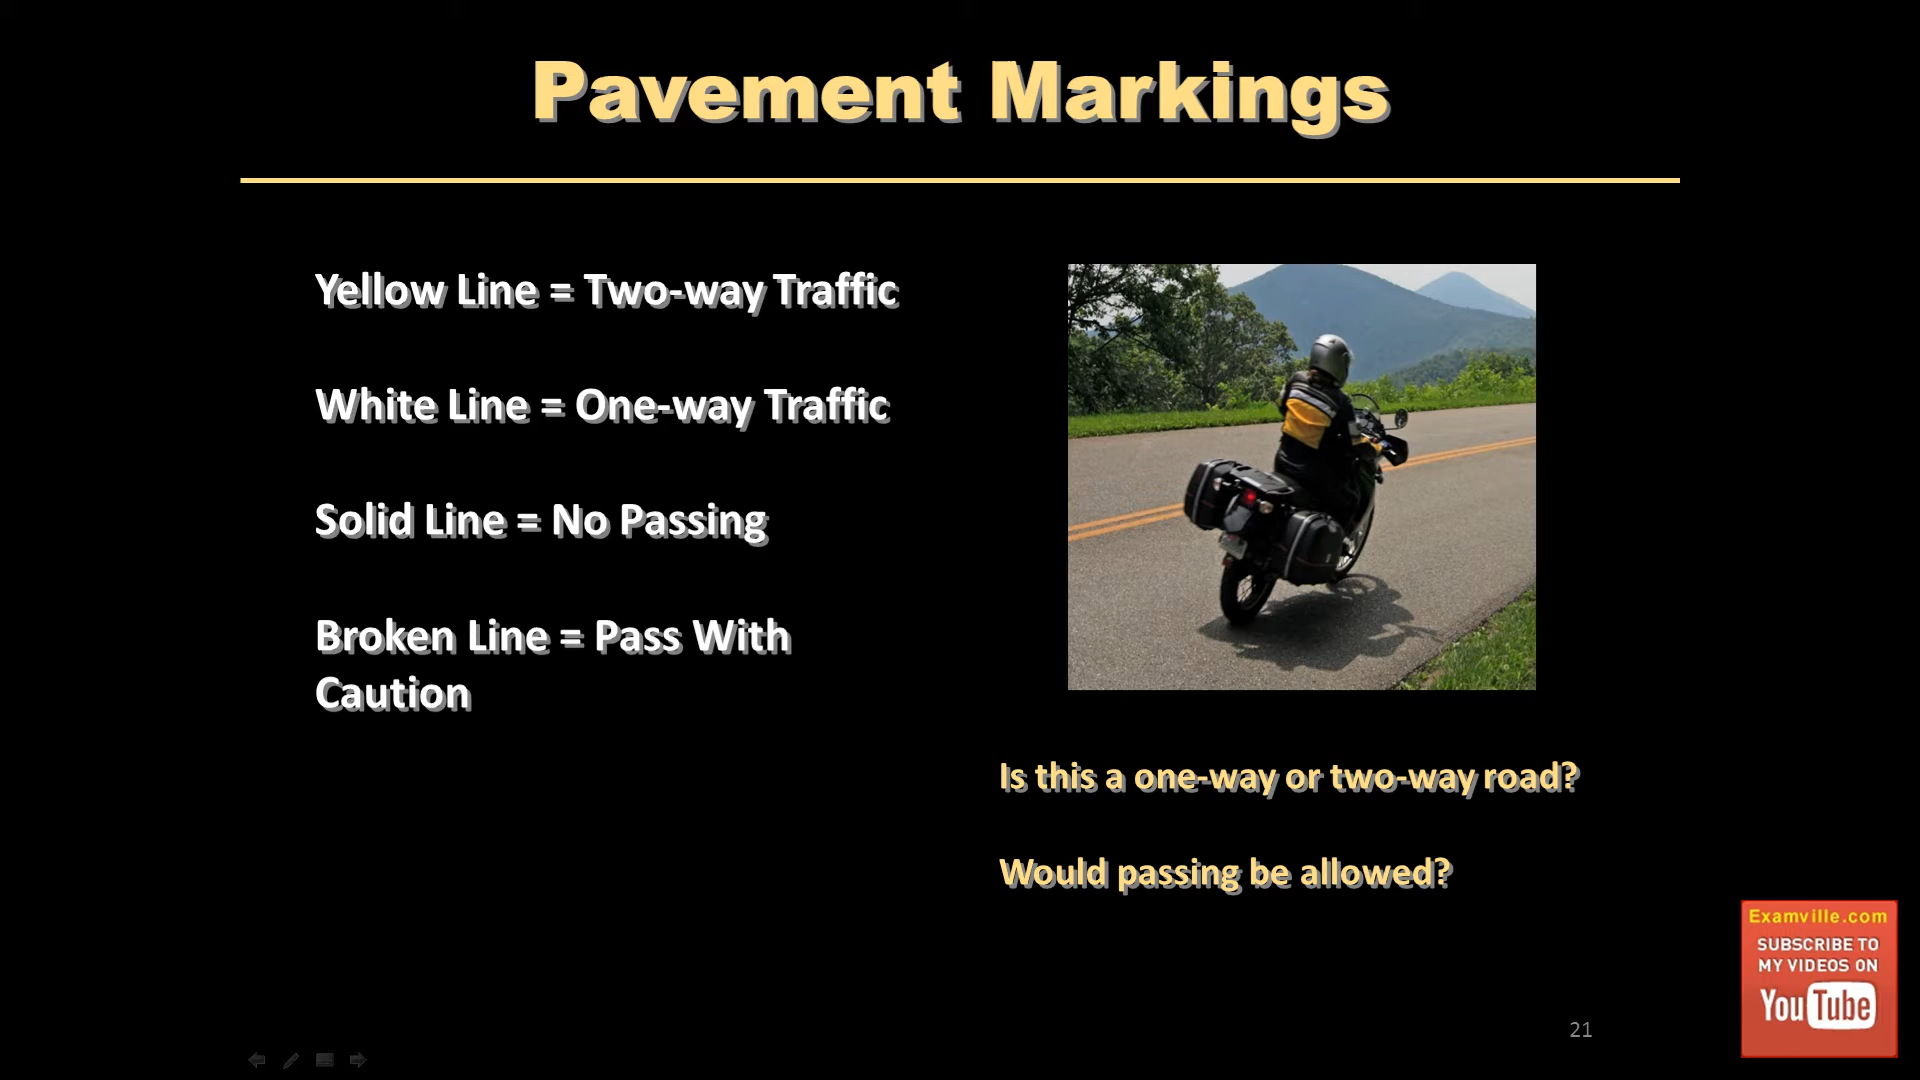 Pavement Markings
Yellow Line = Two-way Traffic
White Line = One-way Traffic
Solid Line = No Passing
Broken Line = Pass With
Caution
Is this a one-way or two-way road?
Would passing be allowed?
Examville.com
SUBSCRIBE TO
MY VIDEOS ON
YouTube
21